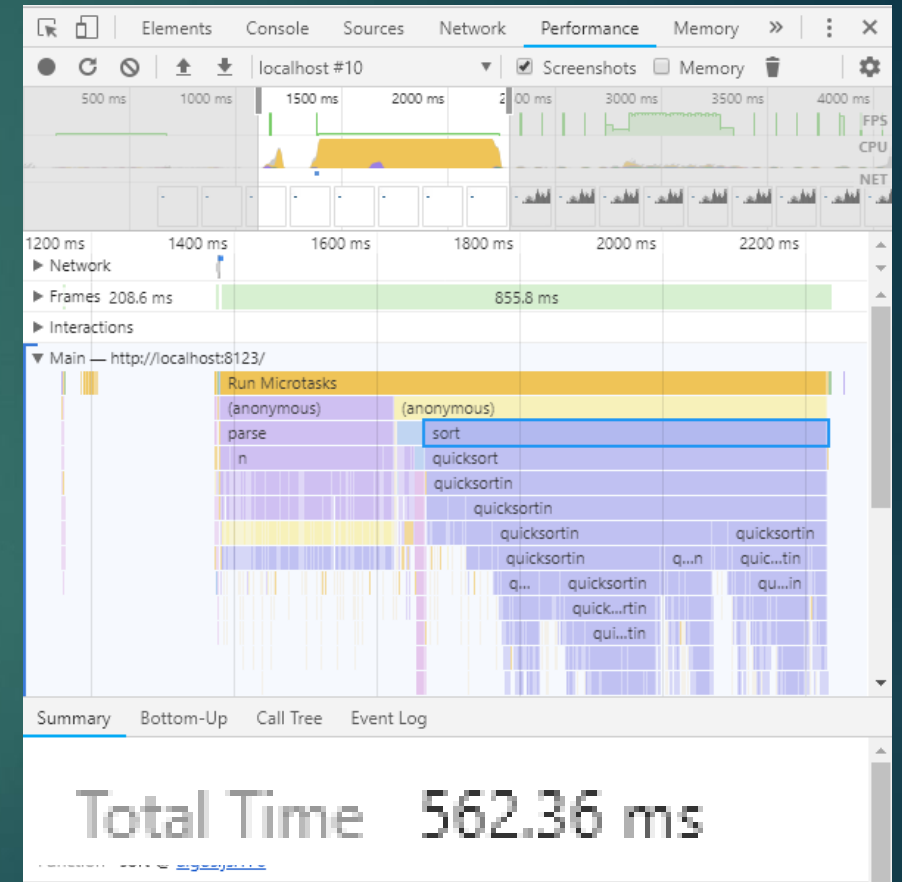 Elements Console Sources Network Performance Memory
localhost #10 Screenshots Memory
500 ms 1000 ms 1500 ms 2000 ms 2 00 ms 3000 ms 3500 ms 4000 ms
FPS
CPU
NET
1200 ms 1400 ms 1600 ms 1800 ms 2000 ms 2200 ms
Network
Frames 208.6 ms 855.8 ms
Interactions
Main — http://localhost:8123/
Run Microtasks
(anonymous) (anonymous)
parse sort
n quicksort
quicksortin
quicksortin
quicksortin quicksortin
quicksortin q...n quic...tin
q... quicksortin qu...in
quick...rtin
qui...tin
Summary Bottom-Up Call Tree Event Log
Total Time 562.36 ms